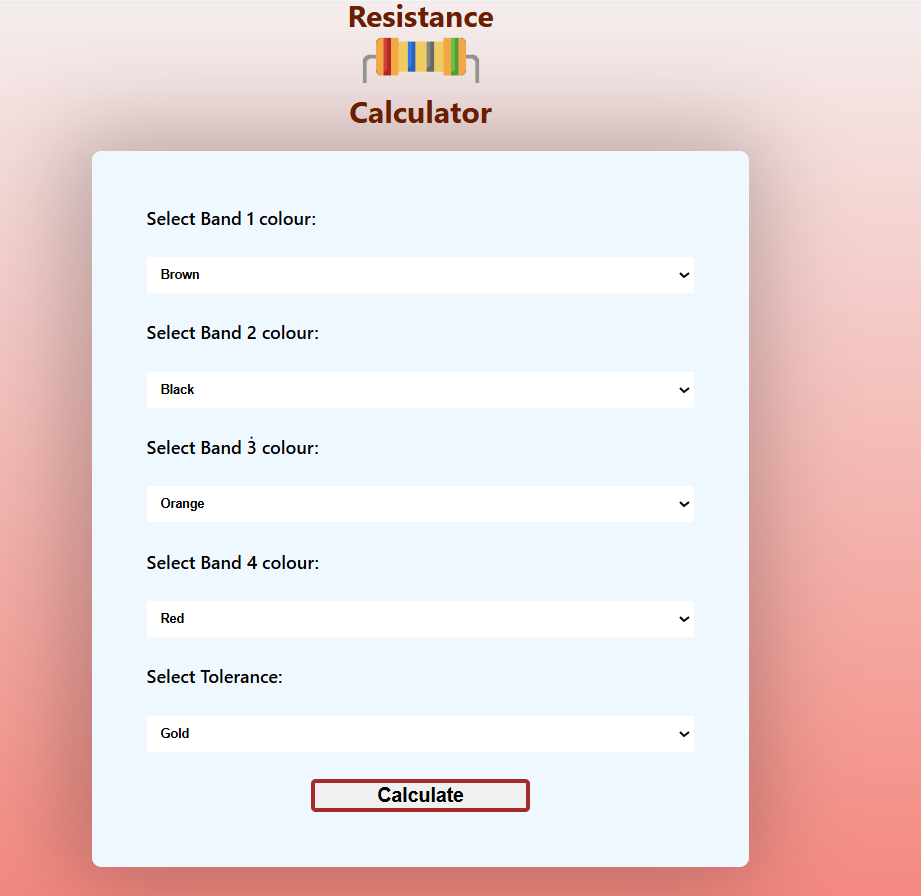 Resistance
Calculator
Select Band 1 colour:
Brown
Select Band 2 colour:
Black
Select Band 3 colour:
Orange
Select Band 4 colour:
Red
Select Tolerance:
Gold
Calculate